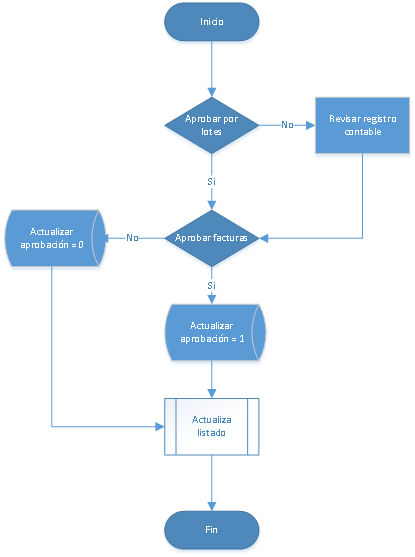 Inicio
Aprobar por
lotes
No
Revisar registro
contable
Si
Aprobar facturas
No
Actualizar
aprobación = 0
Si
Actualizar
aprobación = 1
Actualiza
listado
Fin